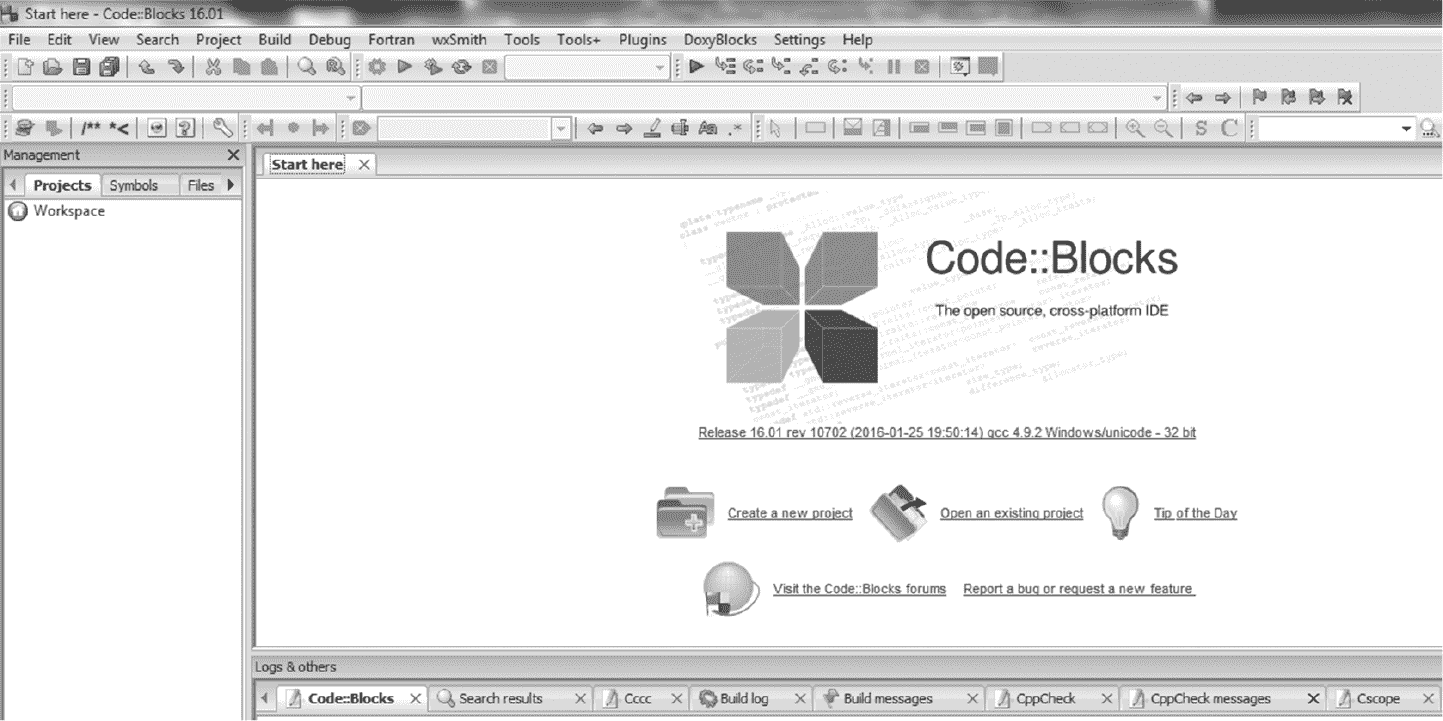 Start here - Code::Blocks 16.01
File Edit View Search Project Build Debug Fortran wxSmith Tools Tools+ Plugins DoxyBlocks Settings Help
/** *<
Aa .*
S C
Management
Start here
Projects Symbols Files
Workspace
Code::Blocks
The open source, cross-platform IDE
Release 16.01 rev 10702 (2016-01-25 19:50:14) gcc 4.9.2 Windows/unicode - 32 bit
Create a new project Open an existing project Tip of the Day
Visit the Code::Blocks forums Report a bug or request a new feature
Logs & others
Code::Blocks Search results Cccc Build log Build messages CppCheck CppCheck messages Cscope